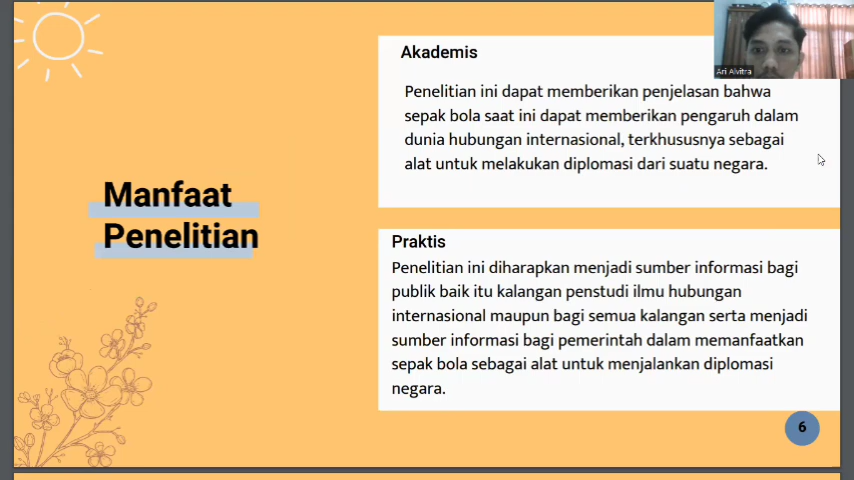 Akademis
Ari Alvitra
Penelitian ini dapat memberikan penjelasan bahwa
sepak bola saat ini dapat memberikan pengaruh dalam
dunia hubungan internasional, terkhususnya sebagai
alat untuk melakukan diplomasi dari suatu negara.
Manfaat
Penelitian
Praktis
Penelitian ini diharapkan menjadi sumber informasi bagi
publik baik itu kalangan penstudi ilmu hubungan
internasional maupun bagi semua kalangan serta menjadi
sumber informasi bagi pemerintah dalam memanfaatkan
sepak bola sebagai alat untuk menjalankan diplomasi
negara.
6